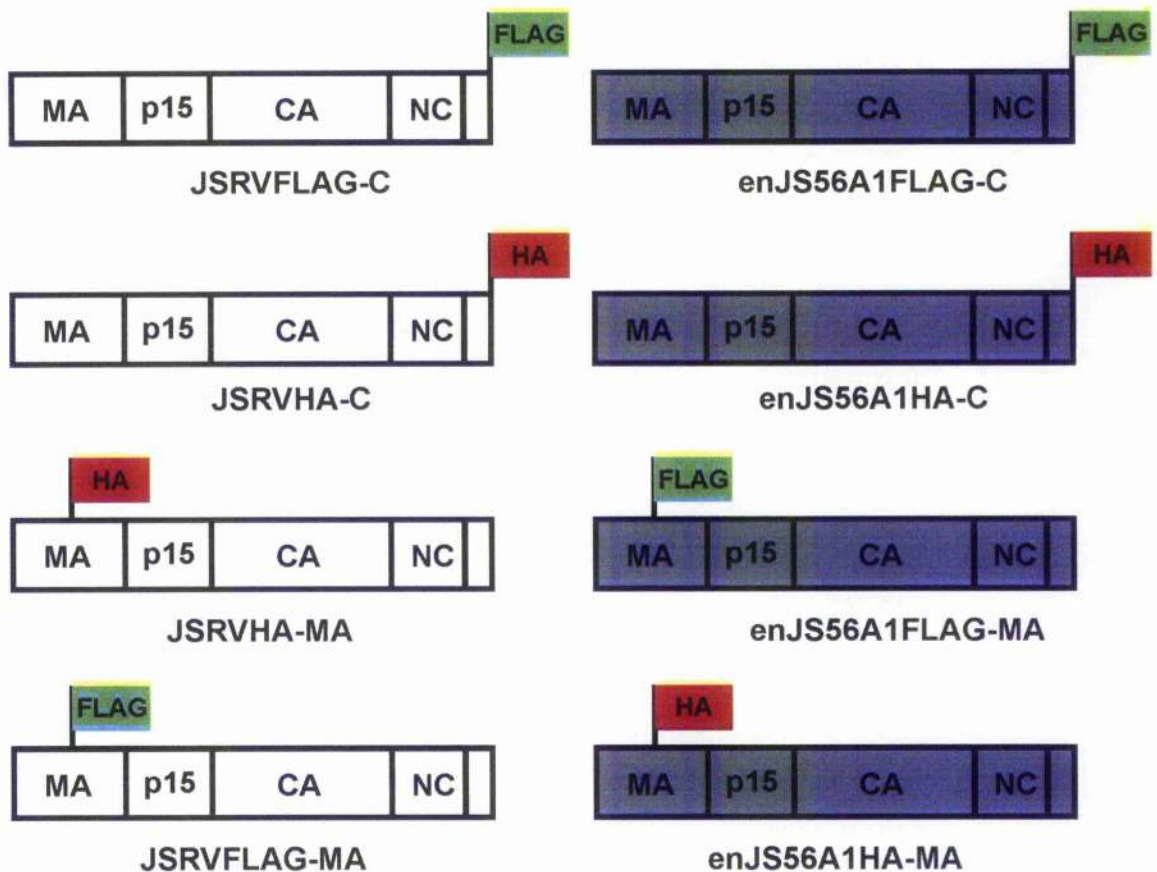 FLAG FLAG
MA p15 CA NC MA p15 CA NC
JSRVFLAG-C enJS56A1FLAG-C
HA HA
MA p15 CA NC MA p15 CA NC
JSRVHA-C enJS56A1HA-C
HA FLAG
MA p15 CA NC MA p15 CA NC
JSRVHA-MA enJS56A1FLAG-MA
FLAG HA
MA p15 CA NC MA p15 CA NC
JSRVFLAG-MA enJS56A1HA-MA